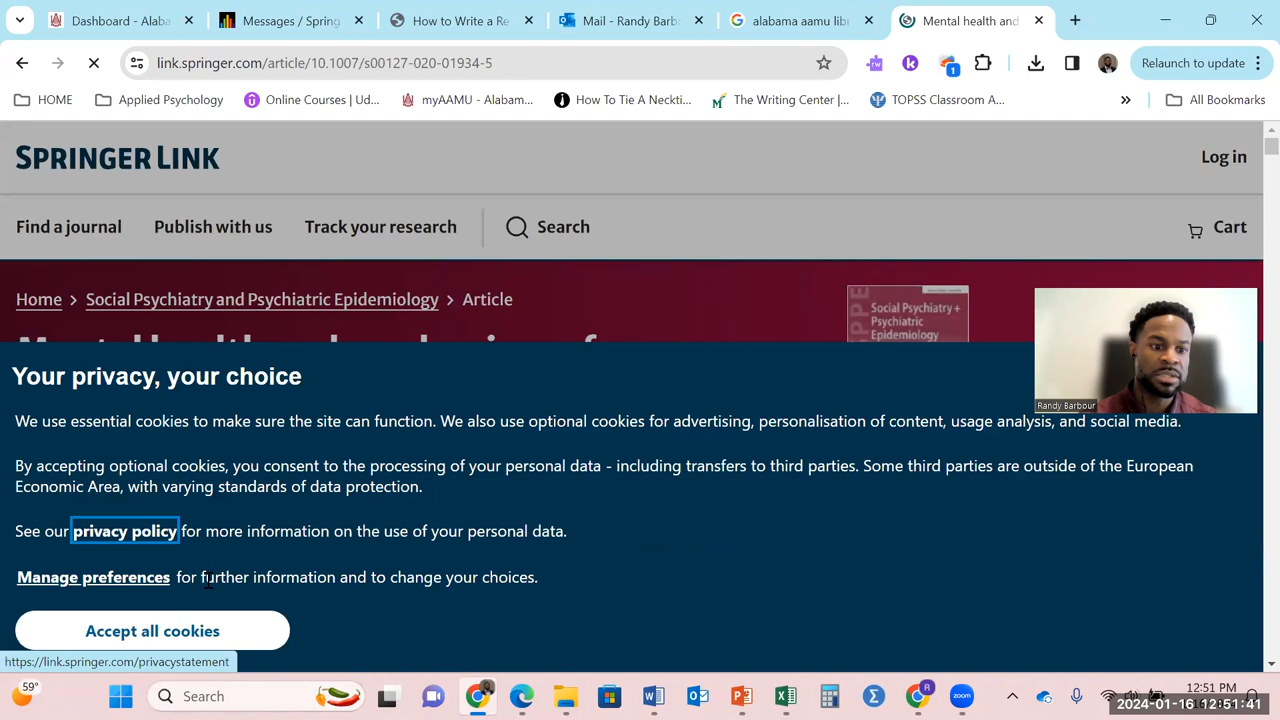 Dashboard - Alaba
Messages / Spring
How to Write a Re
Mail - Randy Barbo
alabama aamu libr
Mental health and
link.springer.com/article/10.1007/s00127-020-01934-5
rw
k
1
Relaunch to update
HOME
Applied Psychology
Online Courses | Ud...
myAAMU - Alabam...
How To Tie A Neckti...
The Writing Center |...
TOPSS Classroom A...
All Bookmarks
SPRINGER LINK
Log in
Find a journal
Publish with us
Track your research
Search
Cart
Home > Social Psychiatry and Psychiatric Epidemiology > Article
Social Psychiatry +
Psychiatric
Epidemiology
Randy Barbour
Your privacy, your choice
We use essential cookies to make sure the site can function. We also use optional cookies for advertising, personalisation of content, usage analysis, and social media.
By accepting optional cookies, you consent to the processing of your personal data - including transfers to third parties. Some third parties are outside of the European
Economic Area, with varying standards of data protection.
See our privacy policy for more information on the use of your personal data.
Manage preferences for further information and to change your choices.
Accept all cookies
https://link.springer.com/privacystatement
59°
Search
R
zoom
12:51 PM
2024-01-16 12:51:41